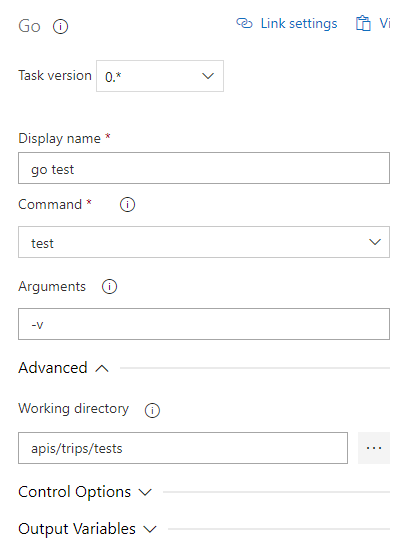 Go Link settings Vi
Task version 0.*
Display name *
go test
Command *
test
Arguments
-v
Advanced
Working directory
apis/trips/tests
Control Options
Output Variables